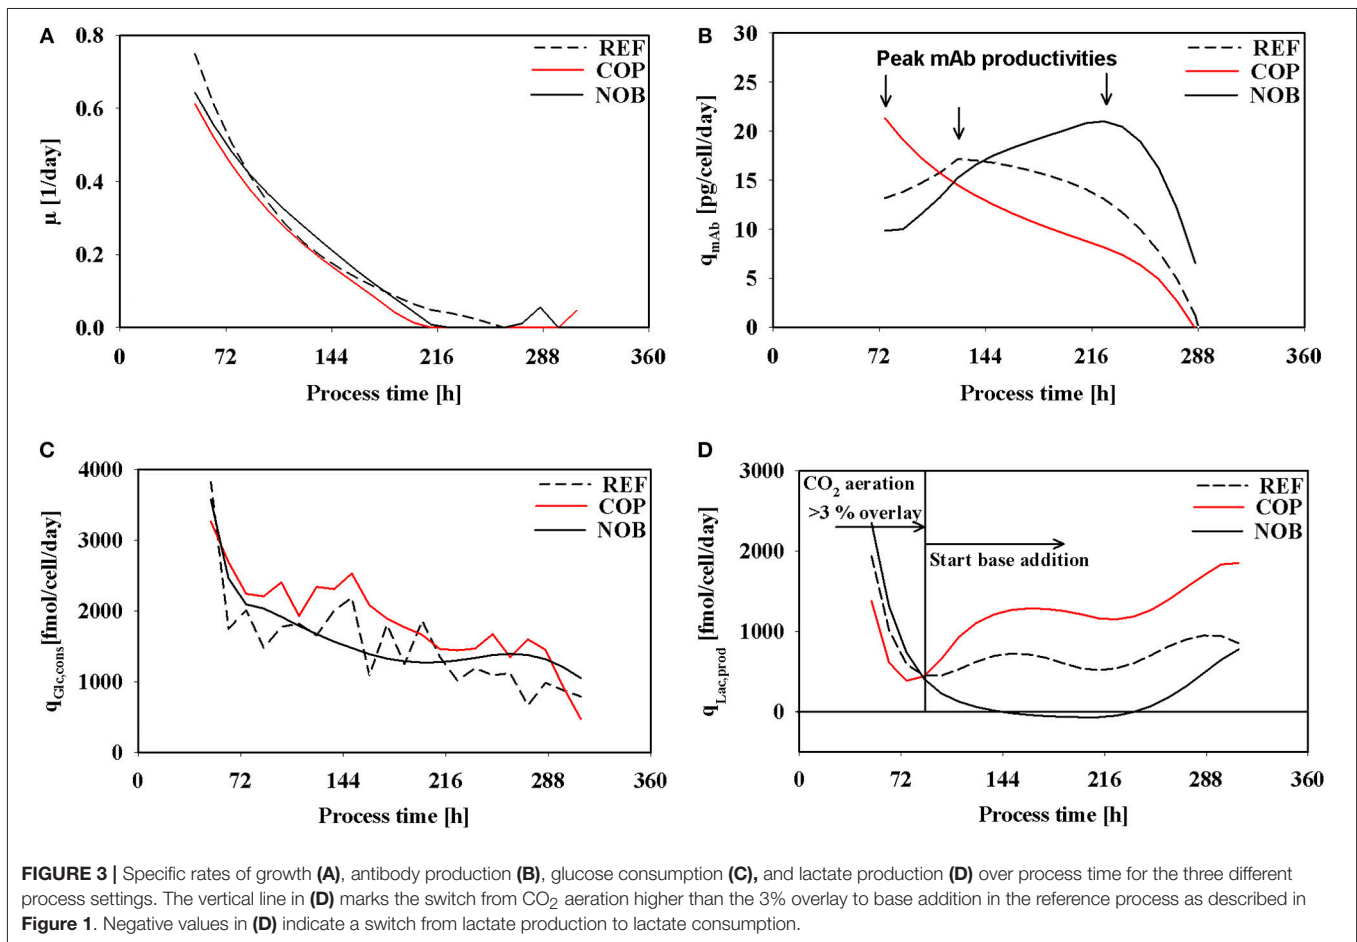 A
0.8
0.6
0.4
0.2
0.0
μ [1/day]
REF
COP
NOB
0 72 144 216 288 360
Process time [h]
B
30
25
20
15
10
5
0
q_mAb [pg/cell/day]
Peak mAb productivities
REF
COP
NOB
0 72 144 216 288 360
Process time [h]
C
4000
3000
2000
1000
0
q_Glc,cons [fmol/cell/day]
REF
COP
NOB
0 72 144 216 288 360
Process time [h]
D
3000
2000
1000
0
q_Lac,prod [fmol/cell/day]
CO₂ aeration
>3 % overlay
Start base addition
REF
COP
NOB
0 72 144 216 288 360
Process time [h]
FIGURE 3 | Specific rates of growth (A), antibody production (B), glucose consumption (C), and lactate production (D) over process time for the three different
process settings. The vertical line in (D) marks the switch from CO₂ aeration higher than the 3% overlay to base addition in the reference process as described in
Figure 1. Negative values in (D) indicate a switch from lactate production to lactate consumption.